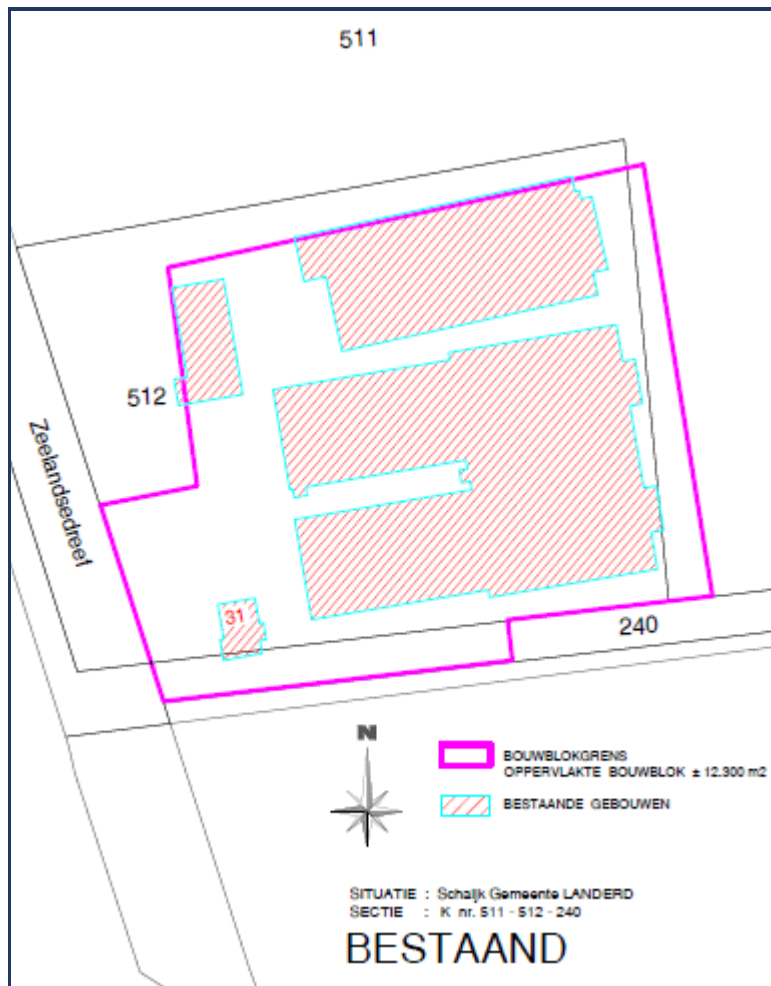 511
512
Zeelandsedreef
31
240
N
BOUWBLOKGRENS
OPPERVLAKTE BOUWBLOK ± 12.300 m2
BESTAANDE GEBOUWEN
SITUATIE : Schaijk Gemeente LANDERD
SECTIE : K nr. 511 - 512 - 240
BESTAAND